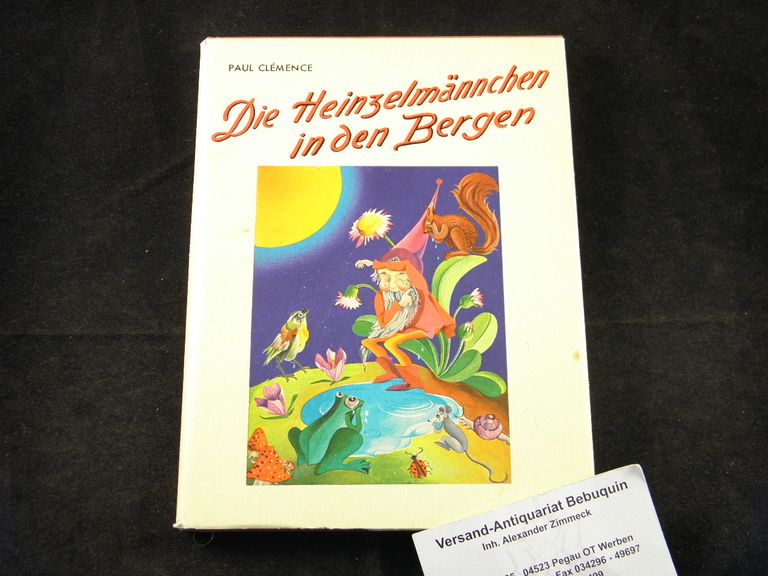 PAUL CLÉMENCE
Die Heinzelmännchen
in den Bergen
Versand-Antiquariat Bebuquin
Inh. Alexander Zimmeck
04523 Pegau OT Werben
Fax 034296 - 49697